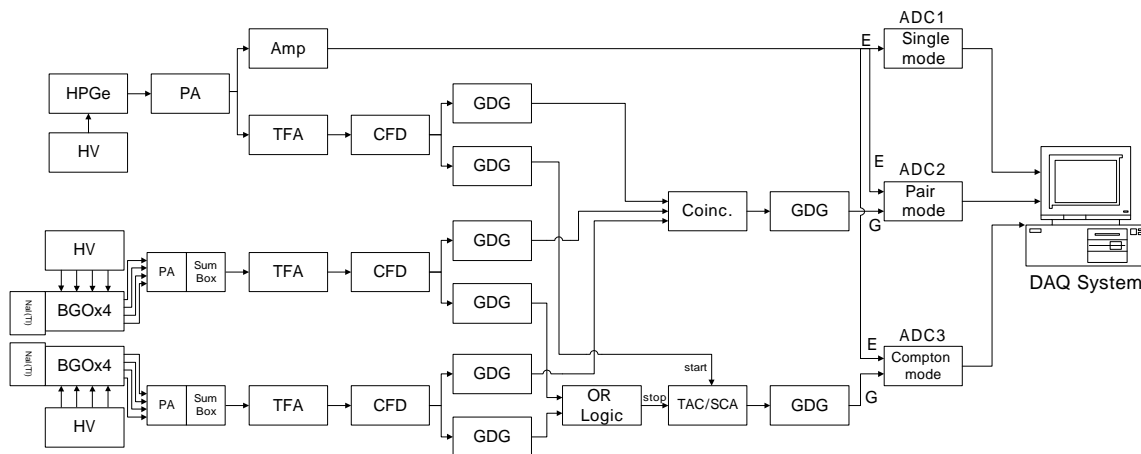 ADC1
Amp
E
Single
mode
HPGe
PA
GDG
HV
TFA
CFD
GDG
E
ADC2
Pair
mode
Coinc.
GDG
G
HV
GDG
PA
Sum
Box
TFA
CFD
DAQ System
NaI(Tl)
BGOx4
GDG
NaI(Tl)
BGOx4
E
ADC3
Compton
mode
GDG
start
G
HV
PA
Sum
Box
TFA
CFD
OR
Logic
stop
TAC/SCA
GDG
GDG